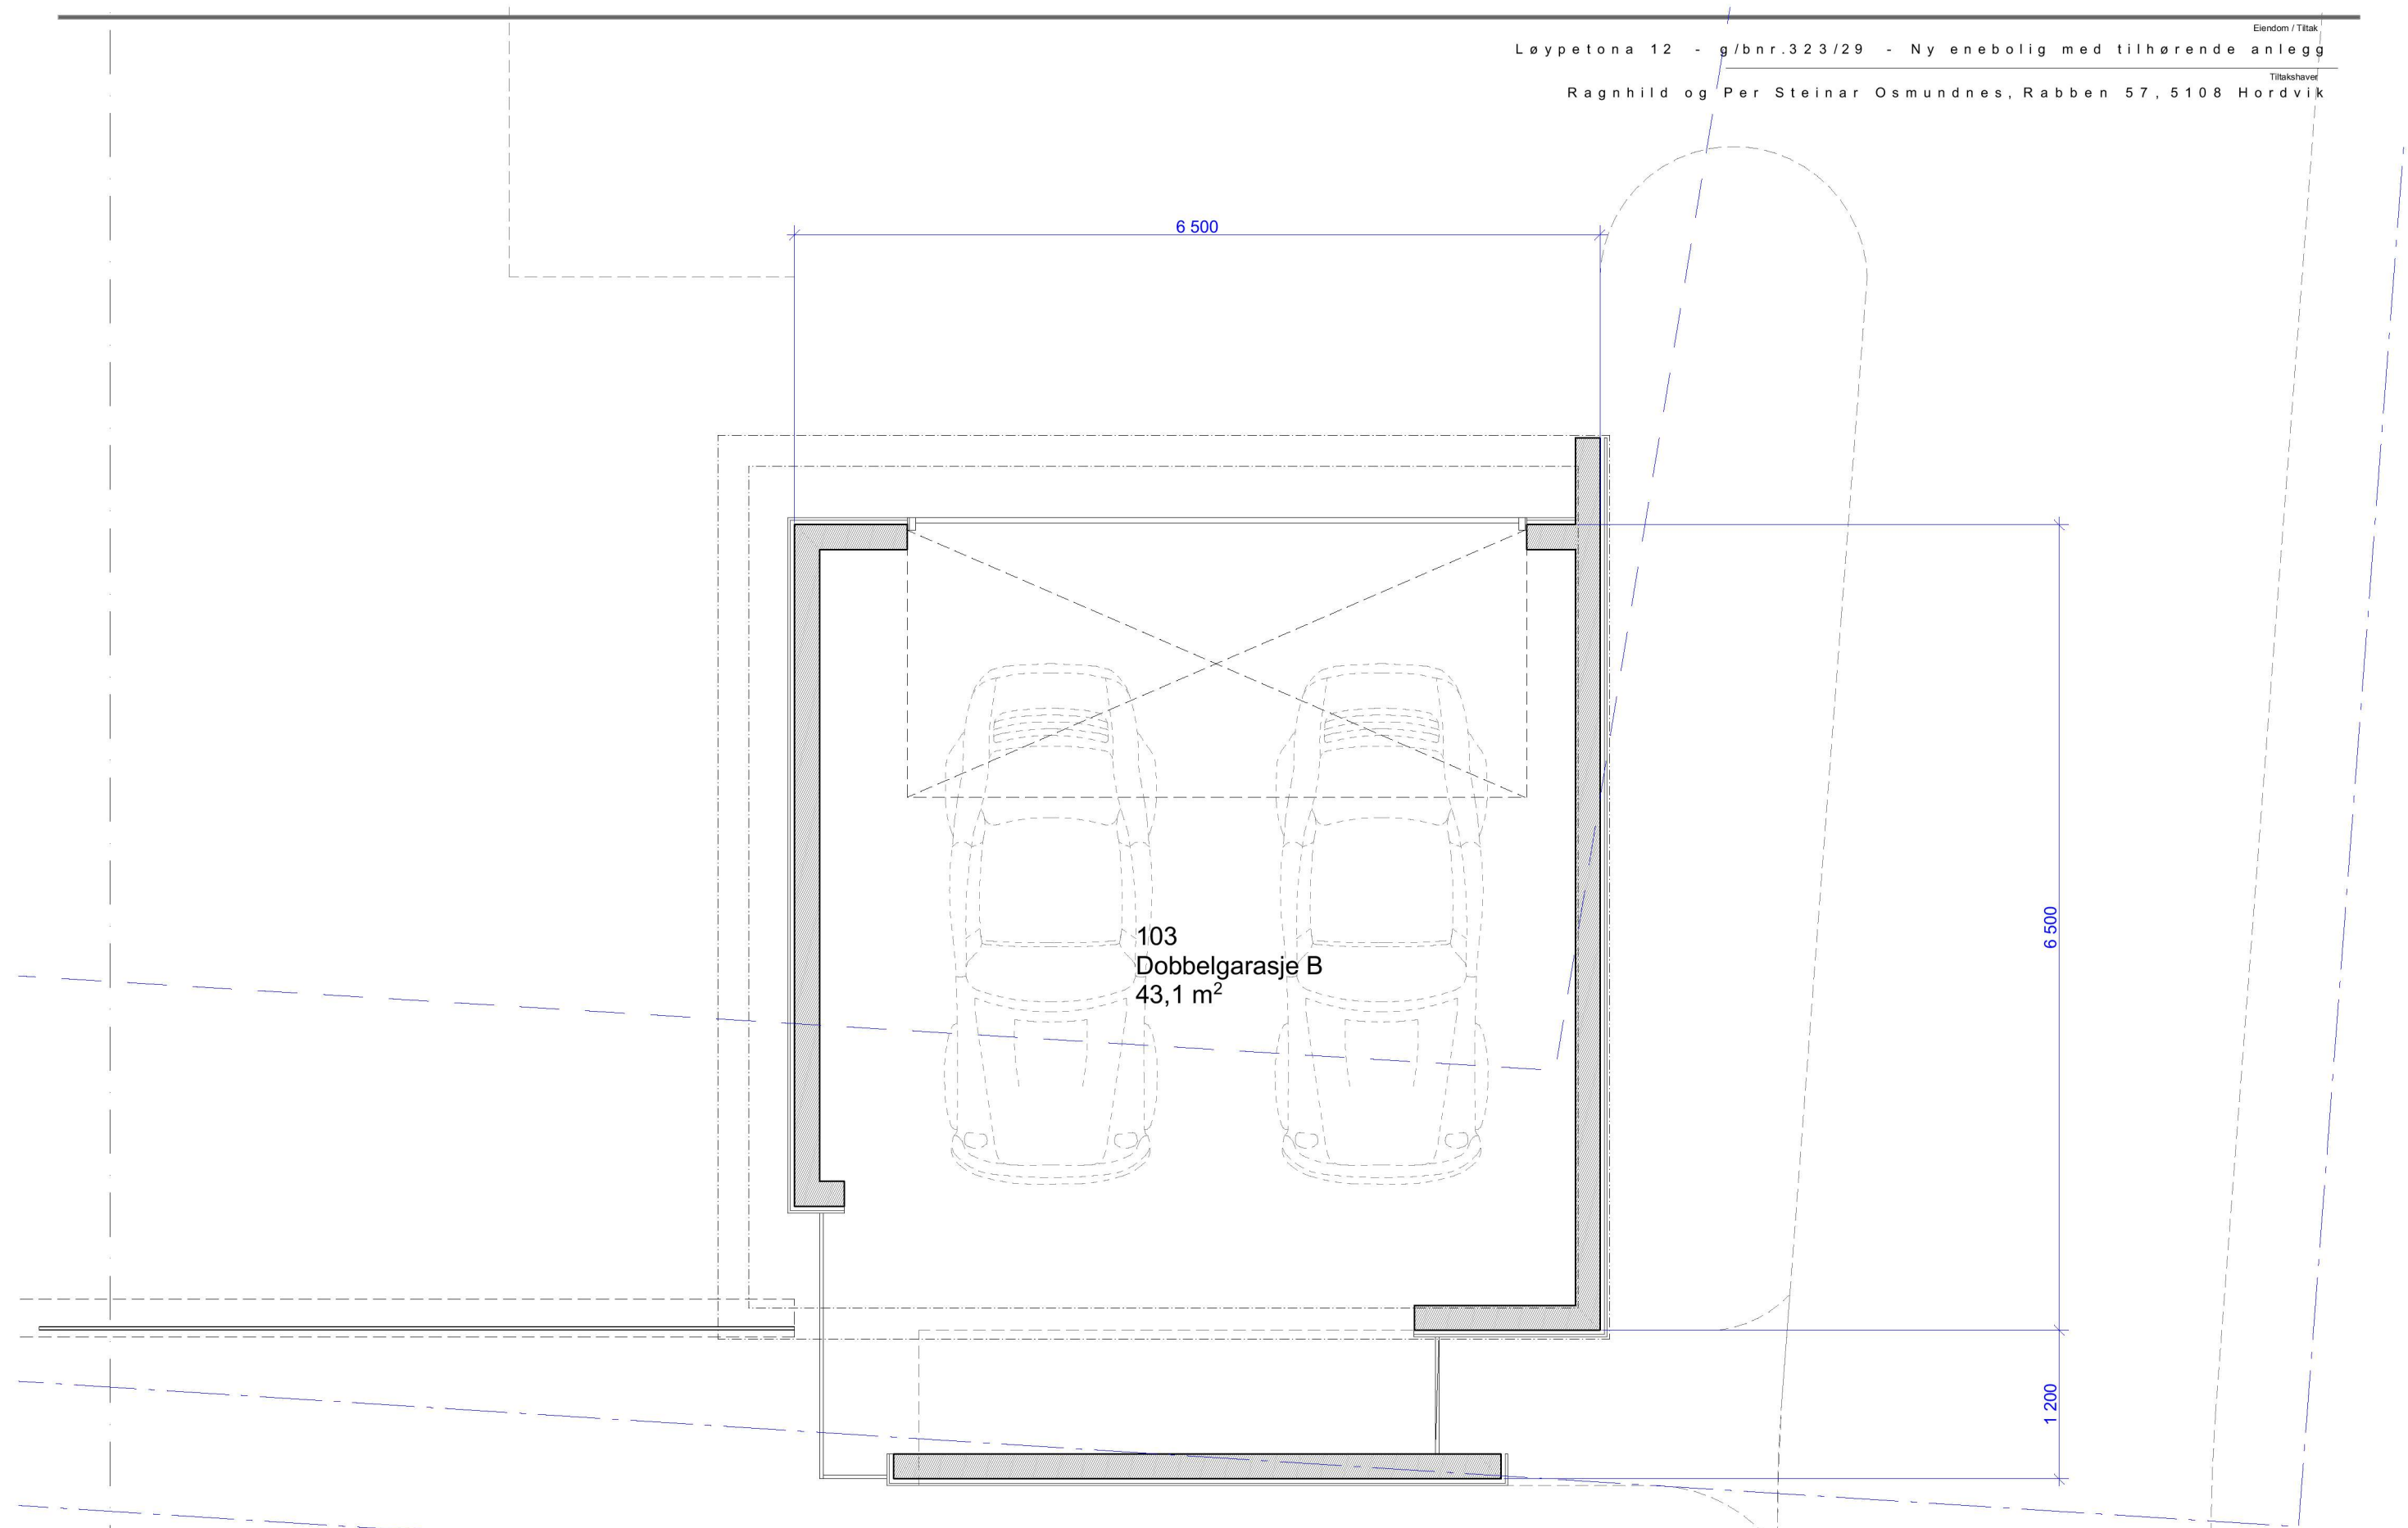 Eiendom / Tiltak
Løypetona 12 - g/bnr.323/29 - Ny enebolig med tilhørende anlegg
Tiltakshaver
Ragnhild og Per Steinar Osmundnes, Rabben 57, 5108 Hordvik
6 500
103
Dobbelgarasje B
43,1 m²
6 500
1 200